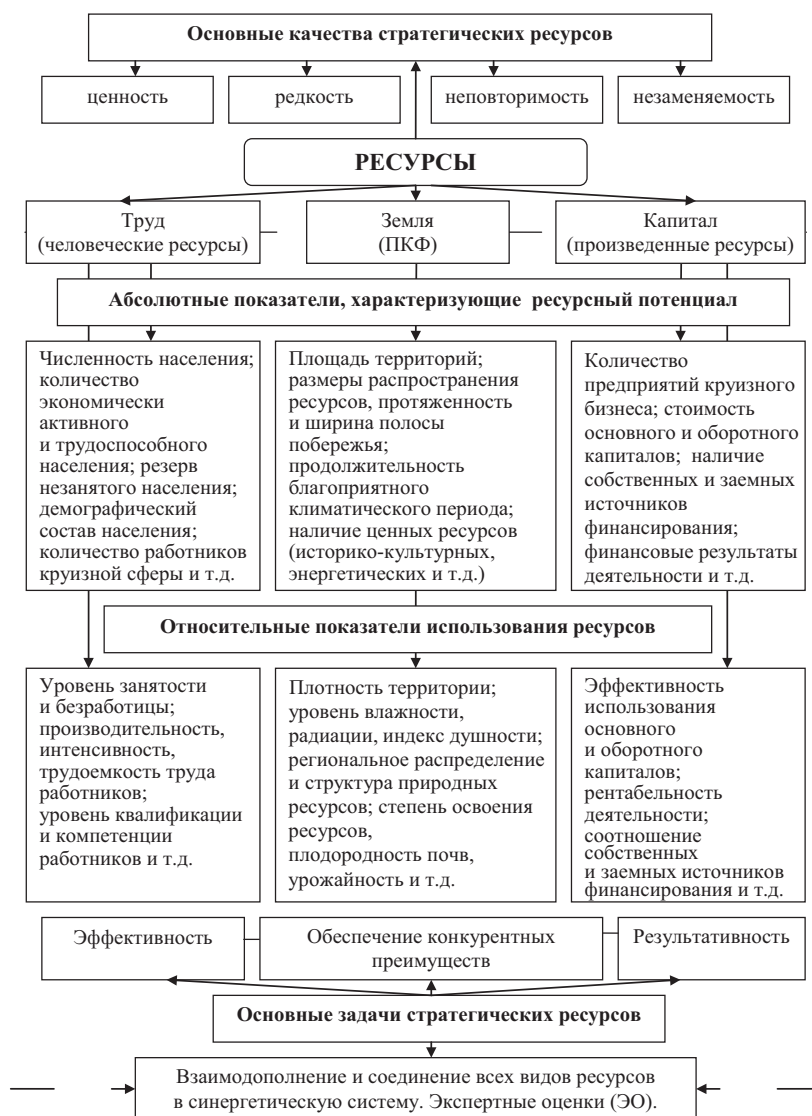 Основные качества стратегических ресурсов
ценность
редкость
неповторимость
незаменяемость
РЕСУРСЫ
Труд
(человеческие ресурсы)
Земля
(ПКФ)
Капитал
(произведенные ресурсы)
Абсолютные показатели, характеризующие ресурсный потенциал
Численность населения;
количество
экономически
активного
и трудоспособного
населения; резерв
незанятого населения;
демографический
состав населения;
количество работников
круизной сферы и т.д.
Площадь территорий;
размеры распространения
ресурсов, протяженность
и ширина полосы
побережья;
продолжительность
благоприятного
климатического периода;
наличие ценных ресурсов
(историко-культурных,
энергетических и т.д.)
Количество
предприятий круизного
бизнеса; стоимость
основного и оборотного
капиталов; наличие
собственных и заемных
источников
финансирования;
финансовые результаты
деятельности и т.д.
Относительные показатели использования ресурсов
Уровень занятости
и безработицы;
производительность,
интенсивность,
трудоемкость труда
работников;
уровень квалификации
и компетенции
работников и т.д.
Плотность территории;
уровень влажности,
радиации, индекс душности;
региональное распределение
и структура природных
ресурсов; степень освоения
ресурсов,
плодородность почв,
урожайность и т.д.
Эффективность
использования
основного
и оборотного
капиталов;
рентабельность
деятельности;
соотношение
собственных
и заемных источников
финансирования и т.д.
Эффективность
Обеспечение конкурентных
преимуществ
Результативность
Основные задачи стратегических ресурсов
Взаимодополнение и соединение всех видов ресурсов
в синергетическую систему. Экспертные оценки (ЭО).